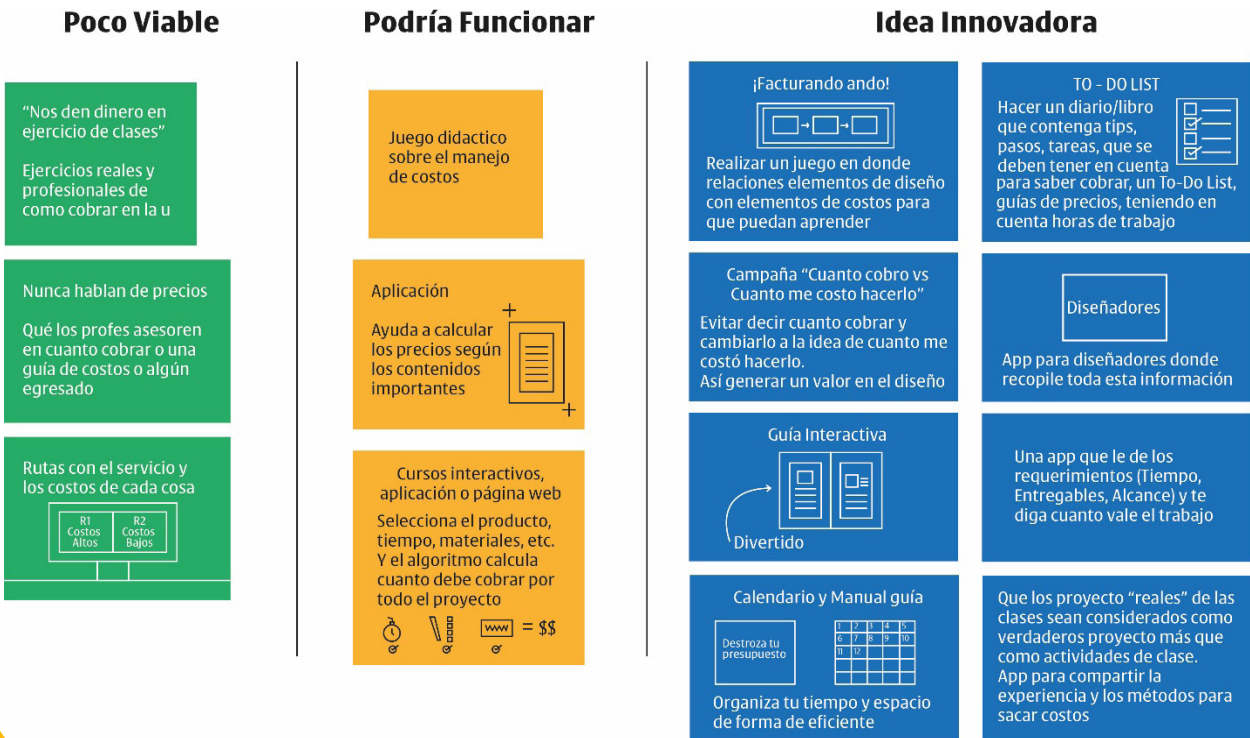 Poco Viable
"Nos den dinero en
ejercicio de clases"
Ejercicios reales y
profesionales de
como cobrar en la u
Nunca hablan de precios
Qué los profes asesoren
en cuanto cobrar o una
guía de costos o algún
egresado
Rutas con el servicio y
los costos de cada cosa
R1
Costos
Altos
R2
Costos
Bajos
Podría Funcionar
Juego didactico
sobre el manejo
de costos
Aplicación
Ayuda a calcular
los precios según
los contenidos
importantes
+
+
Cursos interactivos,
aplicación o página web
Selecciona el producto,
tiempo, materiales, etc.
Y el algoritmo calcula
cuanto debe cobrar por
todo el proyecto
= $$
Idea Innovadora
¡Facturando ando!
Realizar un juego en donde
relaciones elementos de diseño
con elementos de costos para
que puedan aprender
TO - DO LIST
Hacer un diario/libro
que contenga tips,
pasos, tareas, que se
deben tener en cuenta
para saber cobrar, un To-Do List,
guías de precios, teniendo en
cuenta horas de trabajo
Campaña "Cuanto cobro vs
Cuanto me costo hacerlo"
Evitar decir cuanto cobrar y
cambiarlo a la idea de cuanto me
costó hacerlo.
Así generar un valor en el diseño
Diseñadores
App para diseñadores donde
recopile toda esta información
Guía Interactiva
Divertido
Una app que le de los
requerimientos (Tiempo,
Entregables, Alcance) y te
diga cuanto vale el trabajo
Calendario y Manual guía
Destroza tu
presupuesto
1 2 3 4 5
6 7 8 9 10
11 12
Organiza tu tiempo y espacio
de forma de eficiente
Que los proyecto "reales" de las
clases sean considerados como
verdaderos proyecto más que
como actividades de clase.
App para compartir la
experiencia y los métodos para
sacar costos